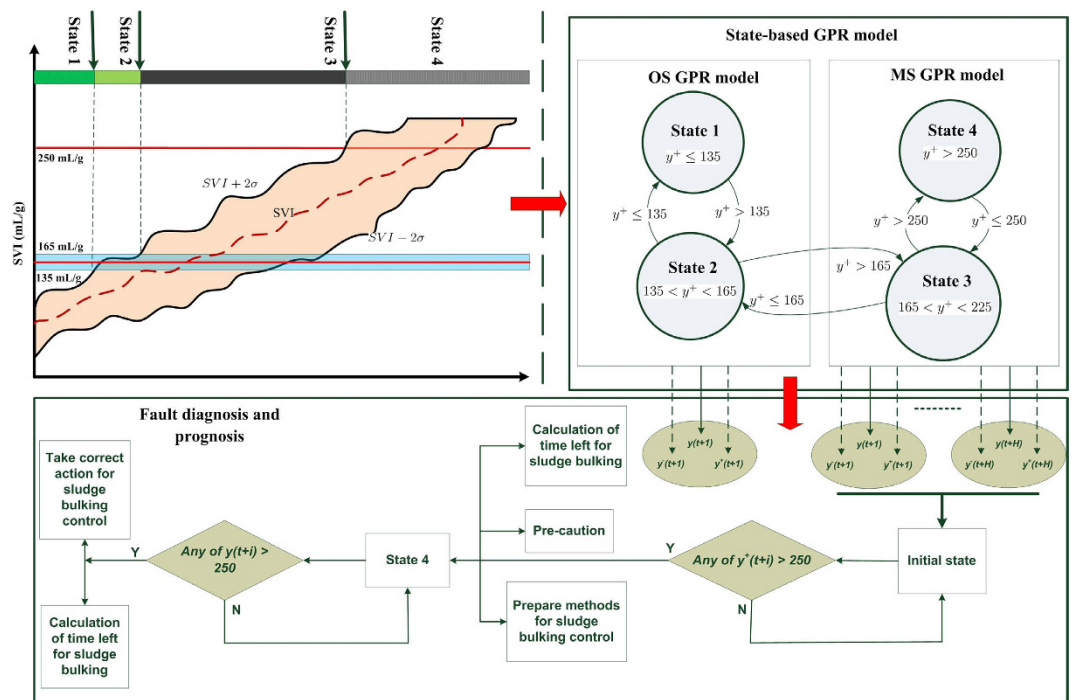 State 1
State 2
State 3
State 4
SVI (mL/g)
250 mL/g
165 mL/g
135 mL/g
SVI + 2σ
SVI
SVI − 2σ
State-based GPR model
OS GPR model
MS GPR model
State 1
y⁺ ≤ 135
State 4
y⁺ > 250
y⁺ ≤ 135
y⁺ > 135
y⁺ > 250
y⁺ ≤ 250
State 2
135 < y⁺ < 165
y⁺ > 165
y⁺ ≤ 165
State 3
165 < y⁺ < 225
Fault diagnosis and
prognosis
Take correct
action for
sludge
bulking
control
Y
Any of y(t+i) >
250
N
Calculation
of time left
for sludge
bulking
State 4
Calculation of
time left for
sludge bulking
Pre-caution
Prepare methods
for sludge
bulking control
Y
Any of y⁺(t+i) > 250
N
Initial state
y(t+1)
y⁻(t+1)
y⁺(t+1)
y(t+1)
y⁻(t+1)
y⁺(t+1)
y(t+H)
y⁻(t+H)
y⁺(t+H)